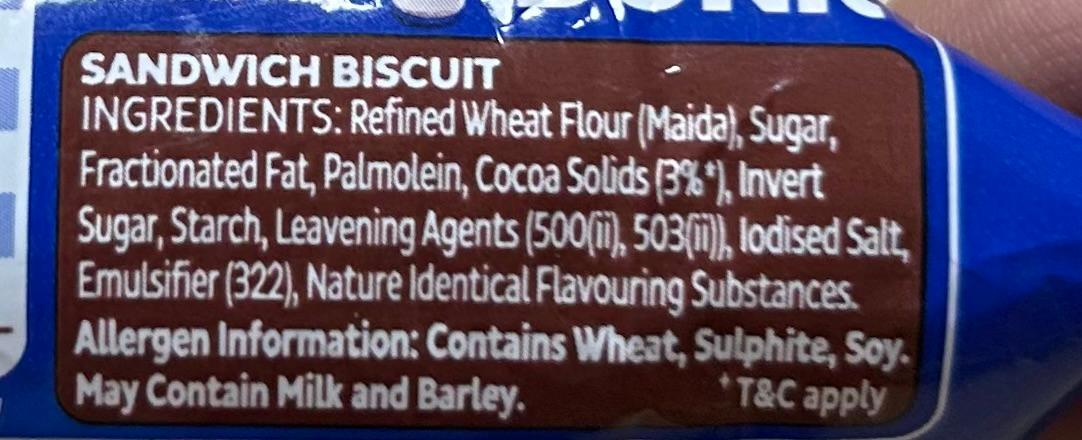 SANDWICH BISCUIT
INGREDIENTS: Refined Wheat Flour (Maida), Sugar,
Fractionated Fat, Palmolein, Cocoa Solids (3%⁺), Invert
Sugar, Starch, Leavening Agents (500(ii), 503(ii)), Iodised Salt,
Emulsifier (322), Nature Identical Flavouring Substances.
Allergen Information: Contains Wheat, Sulphite, Soy.
May Contain Milk and Barley. ⁺T&C apply